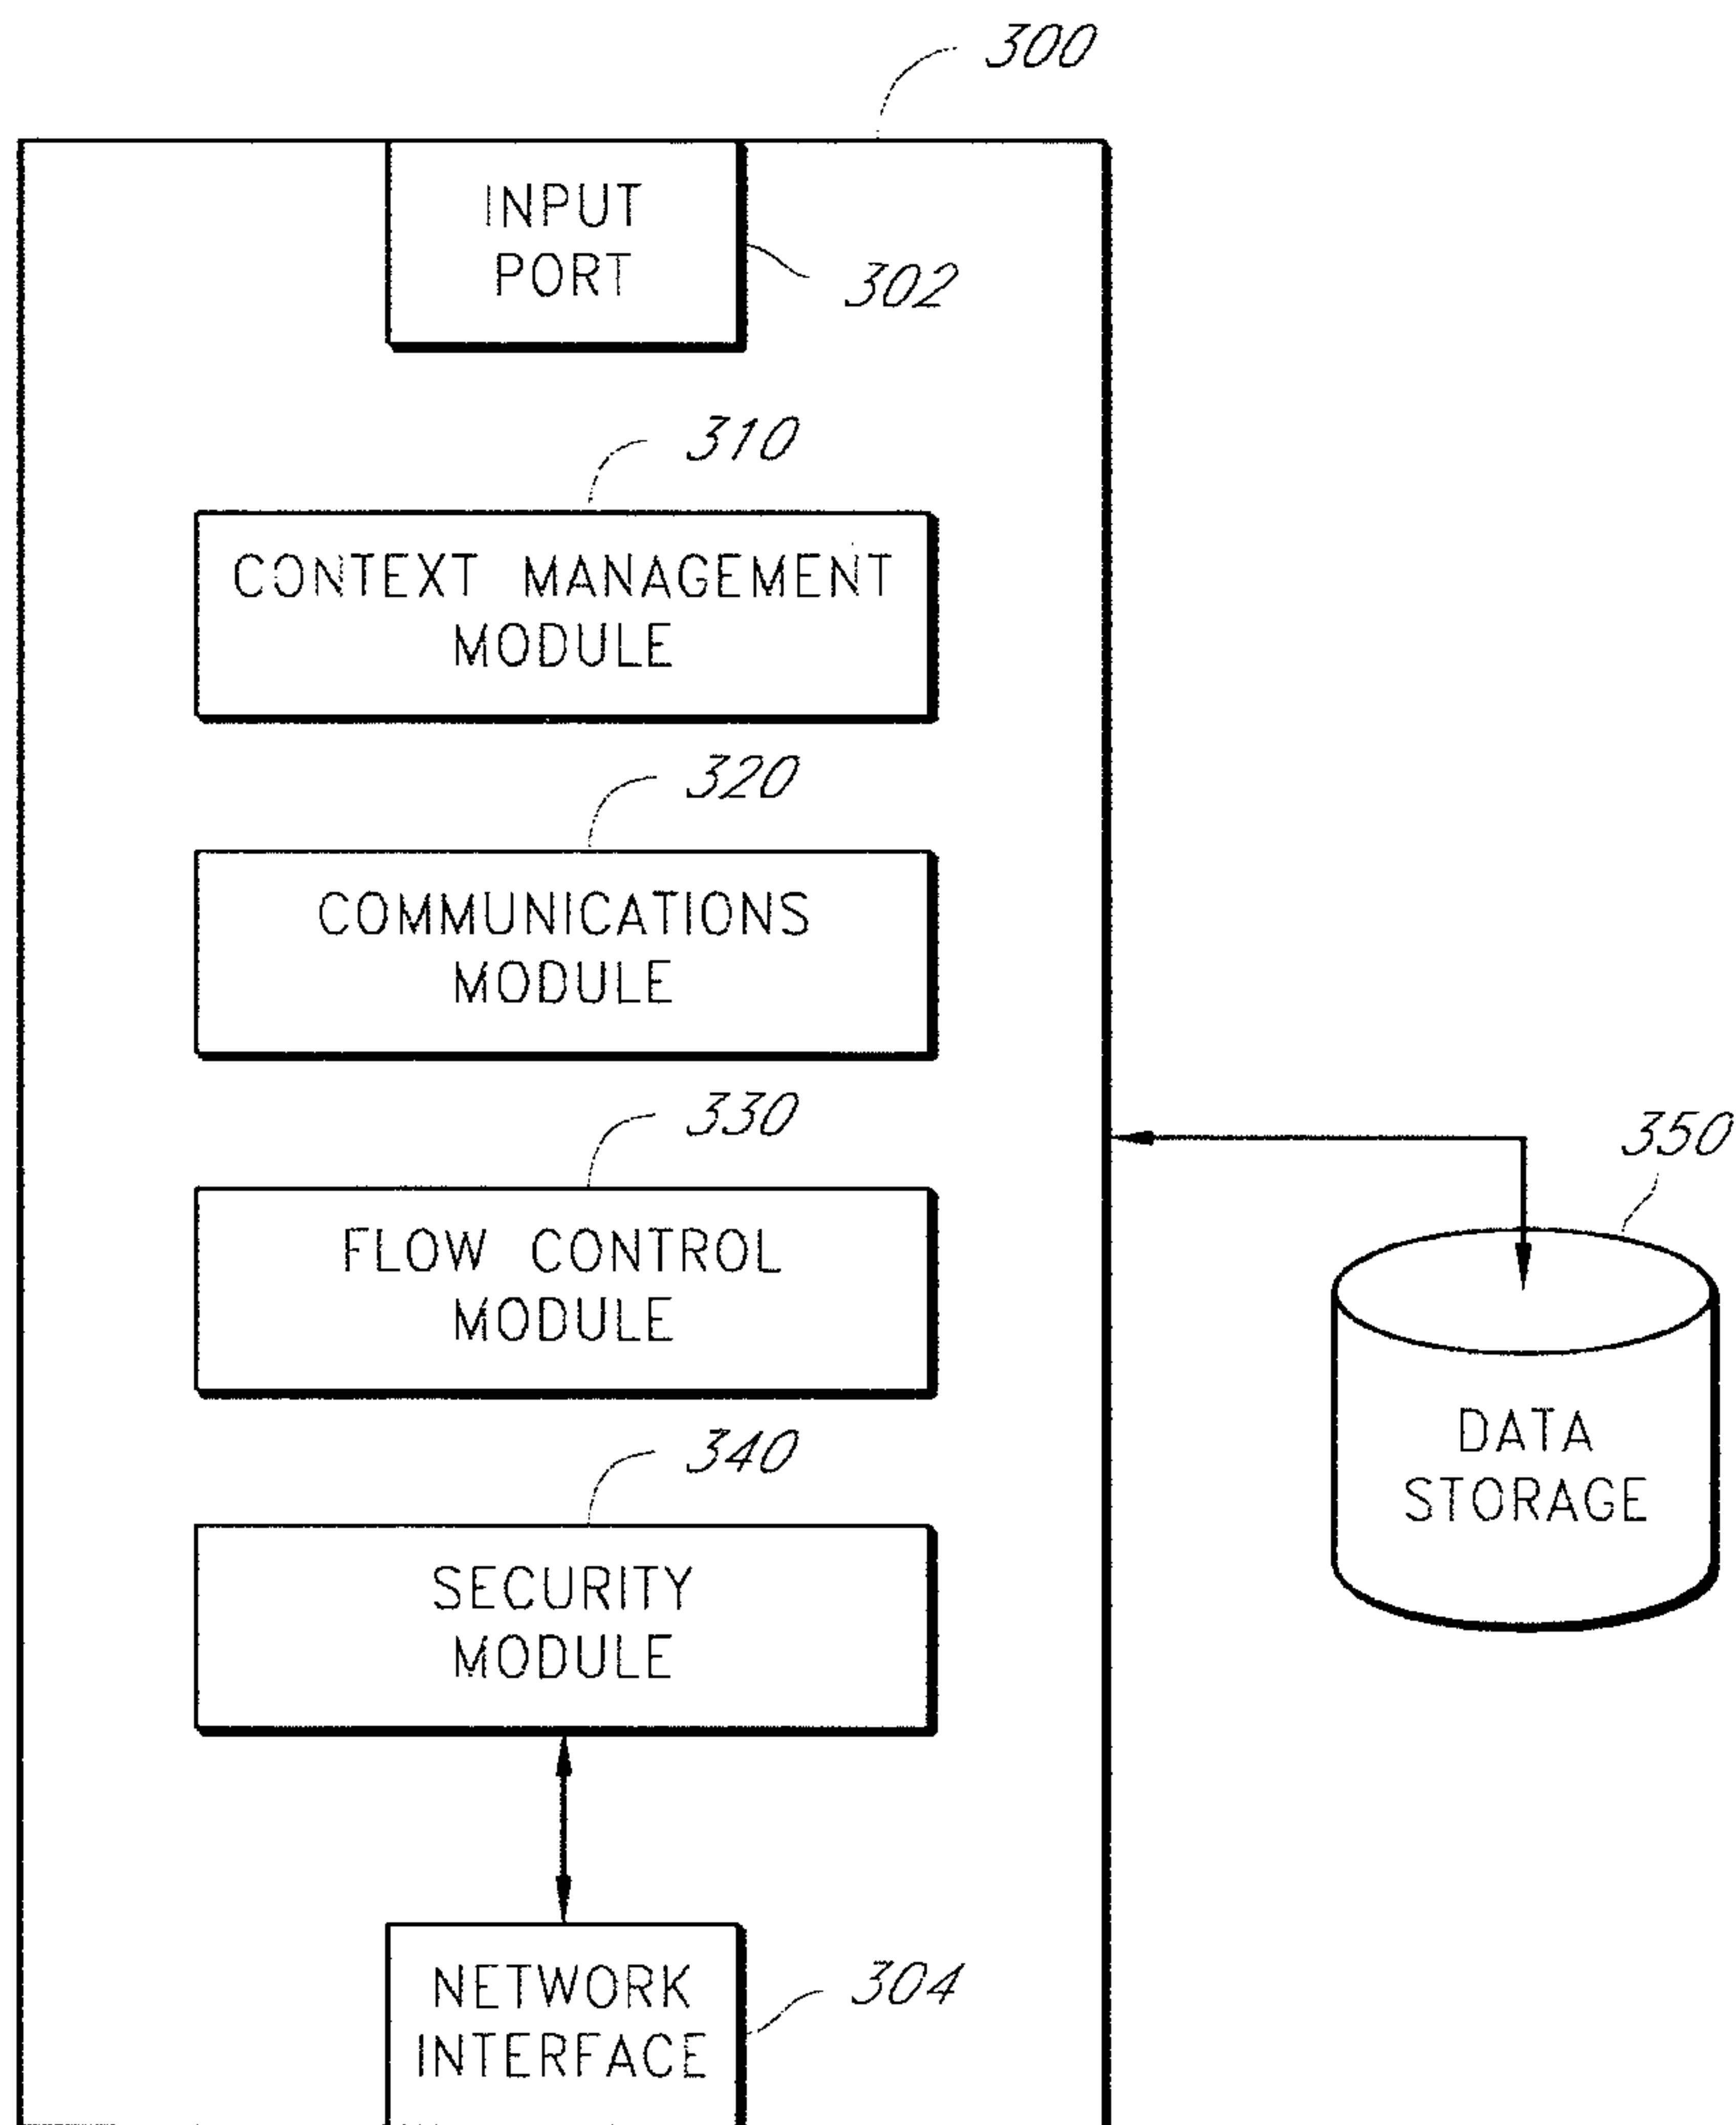 300
INPUT
PORT
302
310
CONTEXT MANAGEMENT
MODULE
320
COMMUNICATIONS
MODULE
330
FLOW CONTROL
MODULE
350
340
DATA
STORAGE
SECURITY
MODULE
NETWORK
INTERFACE
304